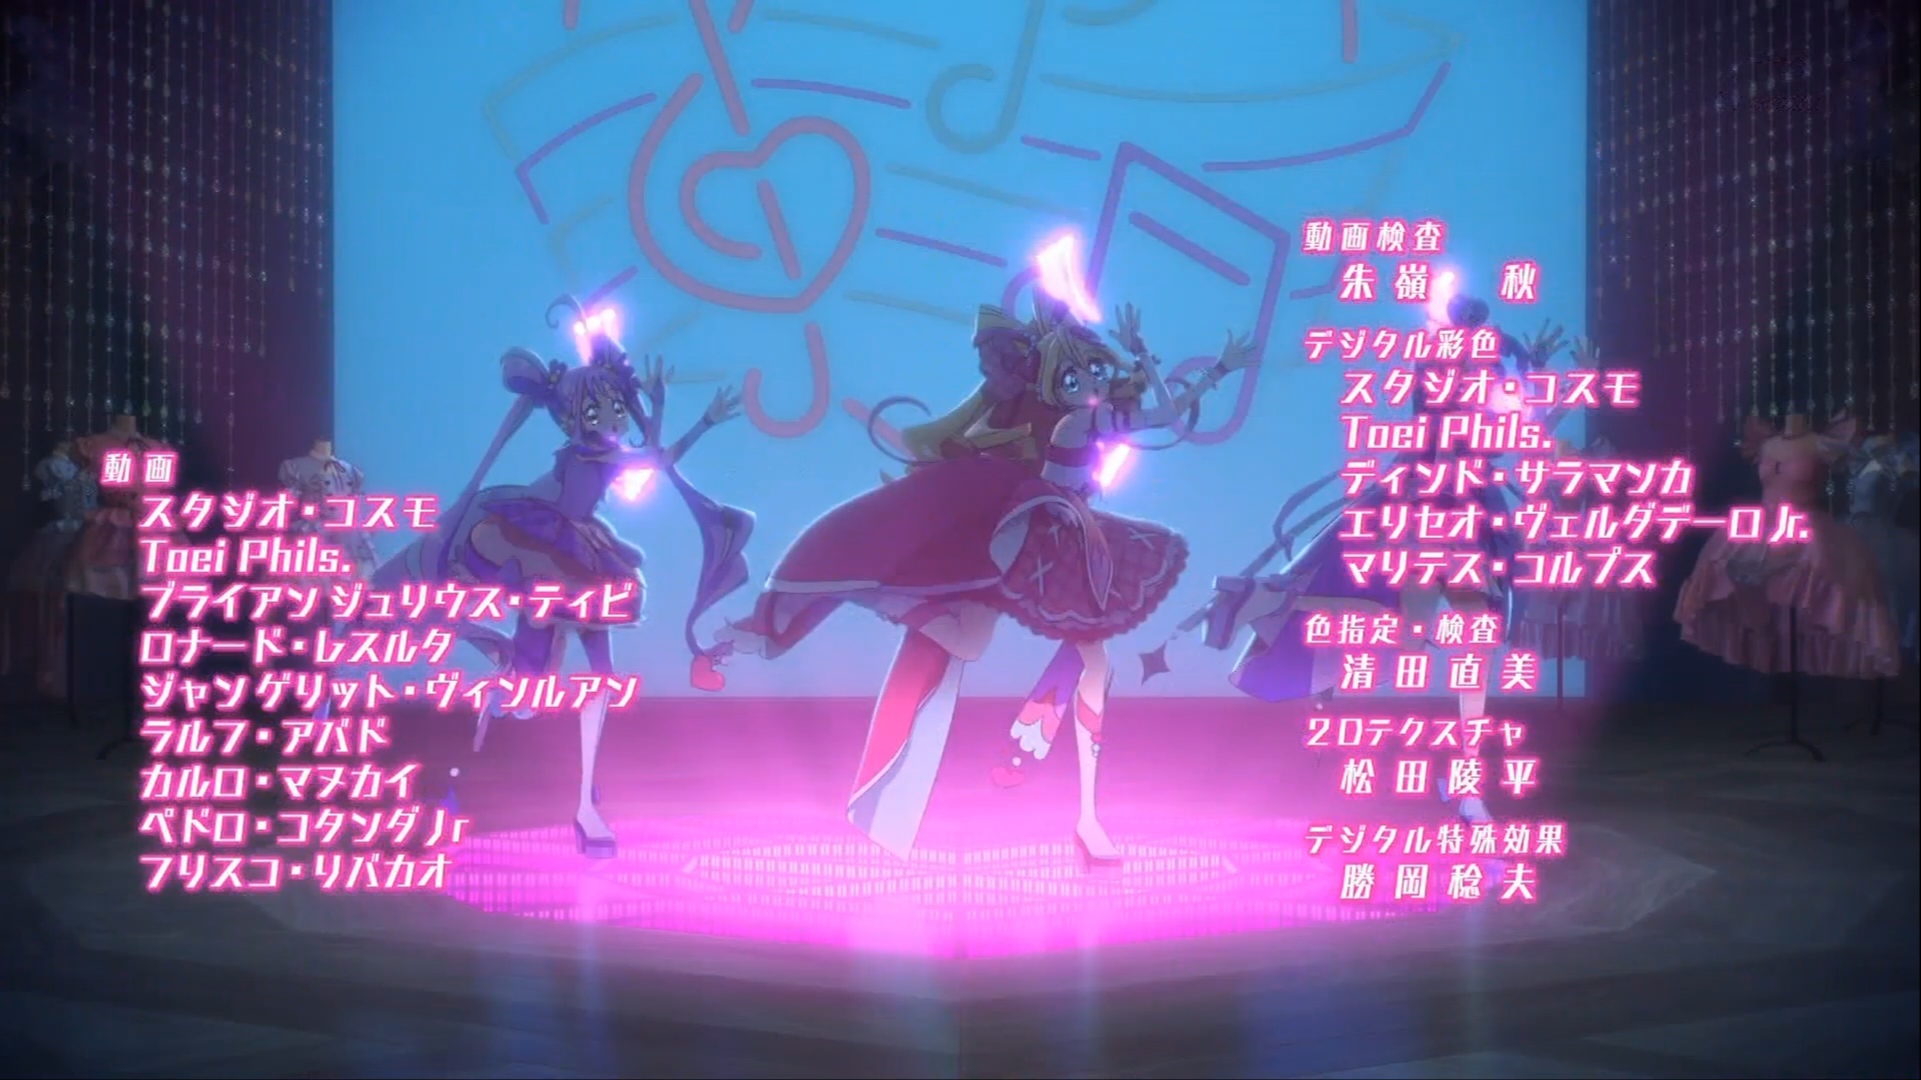 動画
スタジオ・コスモ
Toei Phils.
ブライアン ジュリウス・ティビ
ロナード・レスルタ
ジャン ゲリット・ヴィンルアン
ラルフ・アバド
カルロ・マヌカイ
ペドロ・コタンダJr
フリスコ・リバカオ
動画検査
朱嶺 秋
デジタル彩色
スタジオ・コスモ
Toei Phils.
ディンド・サラマンカ
エリセオ・ヴェルダデーロJr.
マリテス・コルプス
色指定・検査
清田直美
2Dテクスチャ
松田陵平
デジタル特殊効果
勝岡稔夫